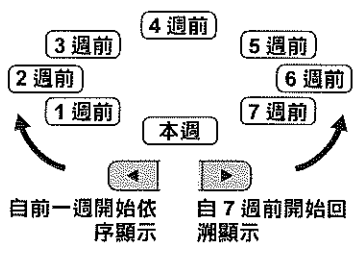 4 週前
3 週前
5 週前
2 週前
6 週前
1 週前
7 週前
本週
自前一週開始依
序顯示
自 7 週前開始回
溯顯示